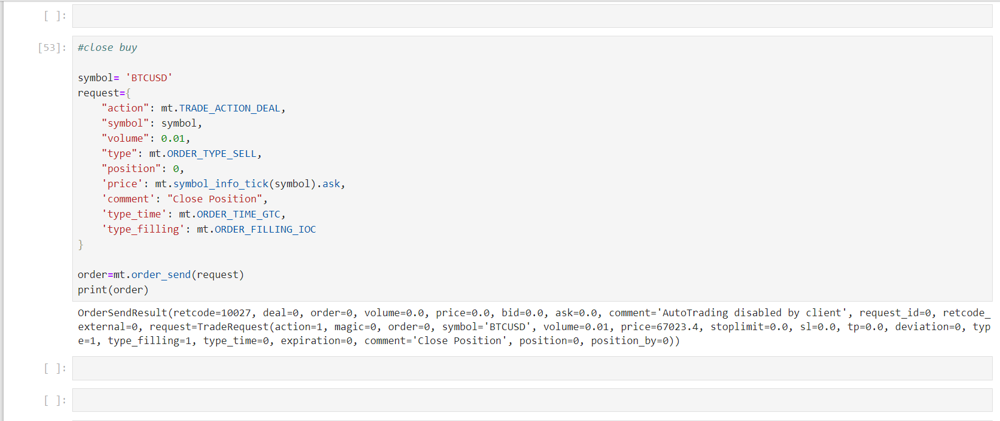 [ ]:
[53]: #close buy
symbol= 'BTCUSD'
request={
"action": mt.TRADE_ACTION_DEAL,
"symbol": symbol,
"volume": 0.01,
"type": mt.ORDER_TYPE_SELL,
"position": 0,
'price': mt.symbol_info_tick(symbol).ask,
'comment': "Close Position",
'type_time': mt.ORDER_TIME_GTC,
'type_filling': mt.ORDER_FILLING_IOC
}
order=mt.order_send(request)
print(order)
OrderSendResult(retcode=10027, deal=0, order=0, volume=0.0, price=0.0, bid=0.0, ask=0.0, comment='AutoTrading disabled by client', request_id=0, retcode_
external=0, request=TradeRequest(action=1, magic=0, order=0, symbol='BTCUSD', volume=0.01, price=67023.4, stoplimit=0.0, sl=0.0, tp=0.0, deviation=0, typ
e=1, type_filling=1, type_time=0, expiration=0, comment='Close Position', position=0, position_by=0))
[ ]:
[ ]: